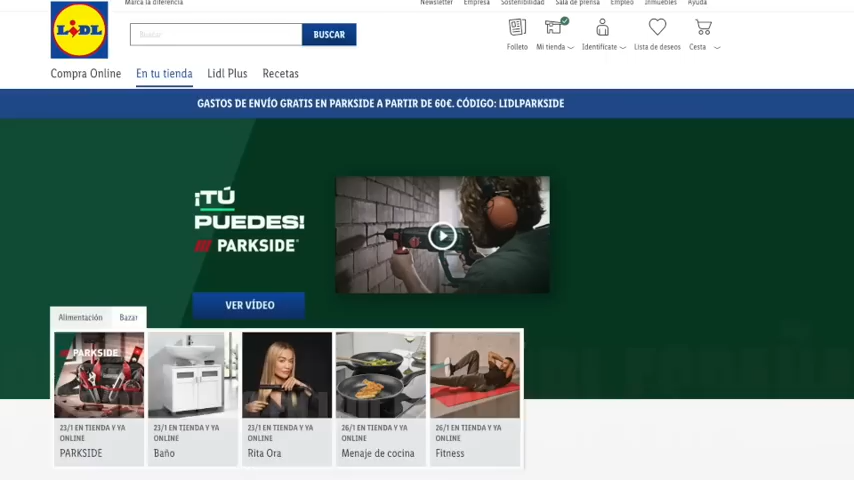 Marca la diferencia
Newsletter Empresa Sostenibilidad Sala de prensa Empleo Inmuebles Ayuda
LIDL
Buscar
BUSCAR
Folleto Mi tienda Identifícate Lista de deseos Cesta
Compra Online En tu tienda Lidl Plus Recetas
GASTOS DE ENVÍO GRATIS EN PARKSIDE A PARTIR DE 60€. CÓDIGO: LIDLPARKSIDE
¡TÚ
PUEDES!
PARKSIDE®
VER VÍDEO
Alimentación Bazar
PARKSIDE
23/1 EN TIENDA Y YA
ONLINE
PARKSIDE
23/1 EN TIENDA Y YA
ONLINE
Baño
23/1 EN TIENDA Y YA
ONLINE
Rita Ora
26/1 EN TIENDA Y YA
ONLINE
Menaje de cocina
26/1 EN TIENDA Y YA
ONLINE
Fitness